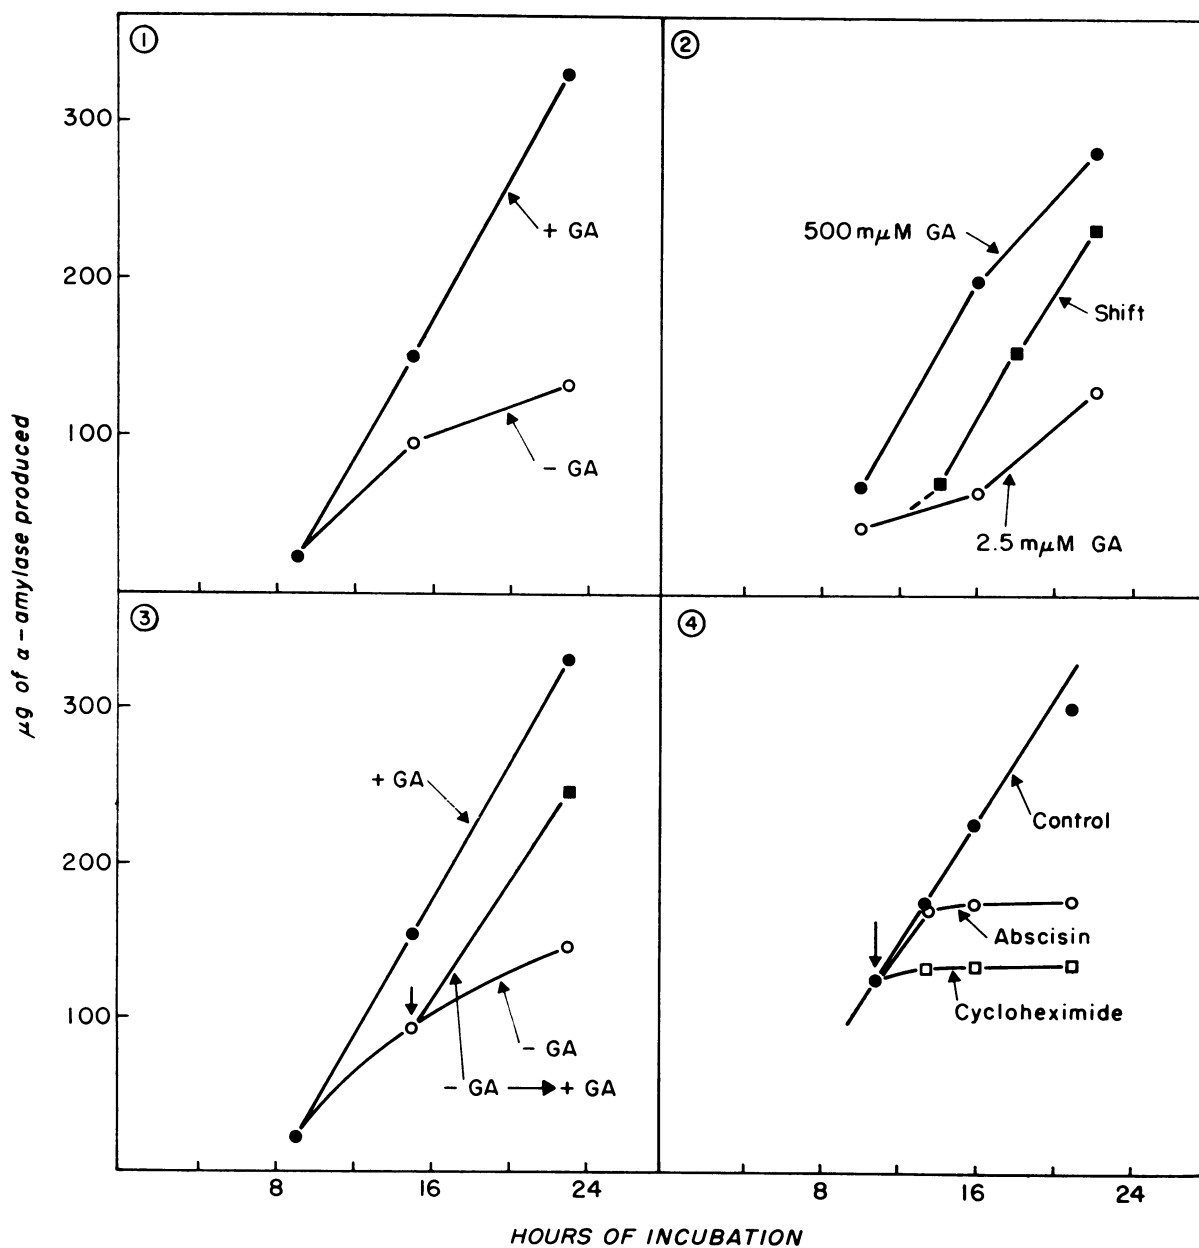 ①
300
200
100
+ GA
− GA
②
500 mμM GA
Shift
2.5 mμM GA
μg of α-amylase produced
③
300
200
100
+ GA
− GA
− GA → + GA
8
16
24
④
Control
Abscisin
Cycloheximide
8
16
24
HOURS OF INCUBATION